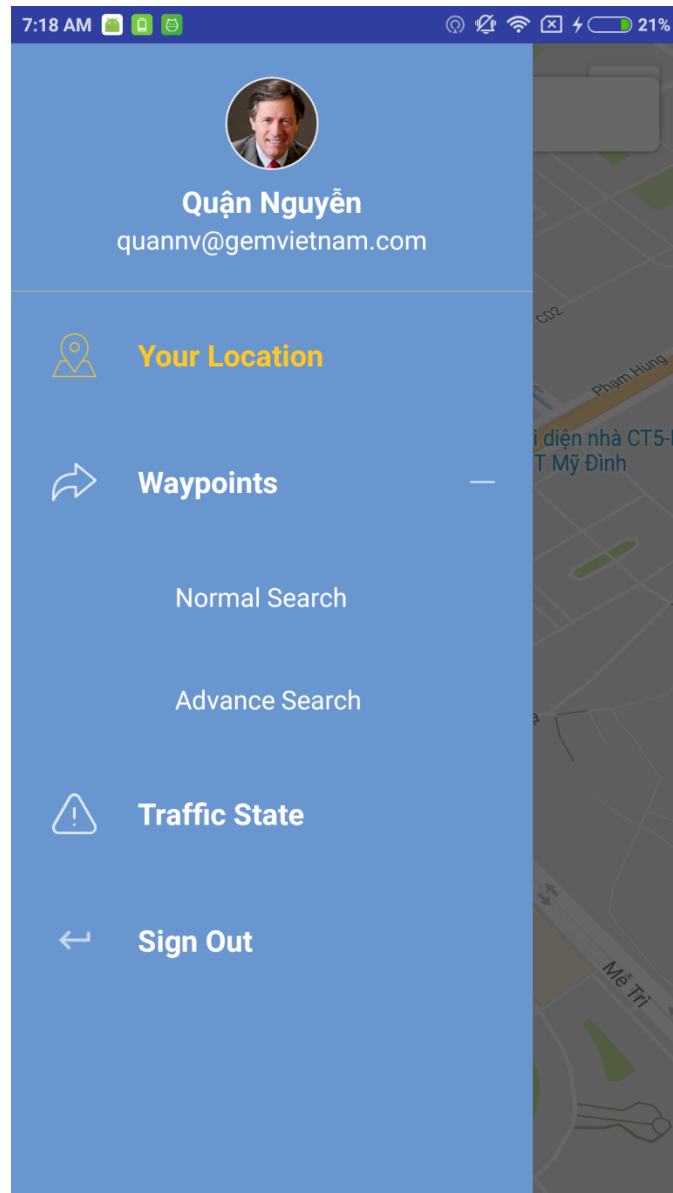 7:18 AM
21%
Quận Nguyễn
quannv@gemvietnam.com
Your Location
Waypoints
Normal Search
Advance Search
Traffic State
Sign Out
CD2
Phạm Hùng
i diện nhà CT5-
T Mỹ Đình
Mễ Trì